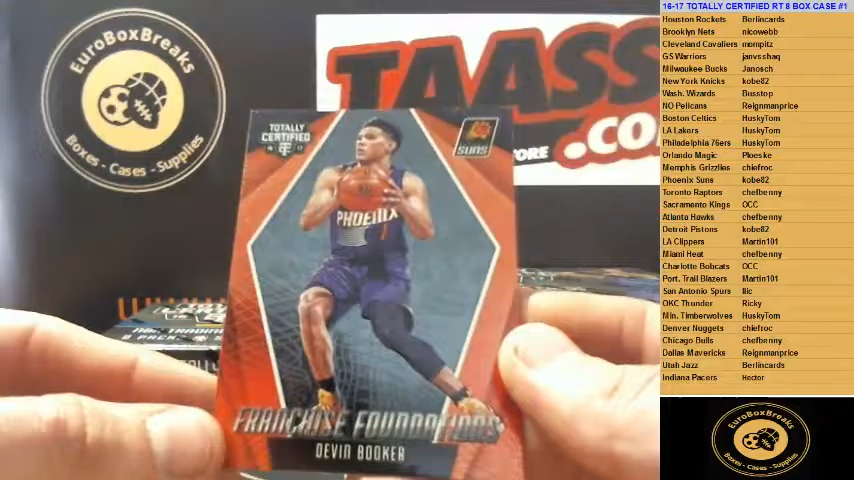 16-17 TOTALLY CERTIFIED RT 8 BOX CASE #1
Houston Rockets Berlincards
Brooklyn Nets nicowebb
Cleveland Cavaliers mompitz
GS Warriors janvsshaq
Milwaukee Bucks Janosch
New York Knicks kobe82
Wash. Wizards Busstop
NO Pelicans Reignmanprice
Boston Celtics HuskyTom
LA Lakers HuskyTom
Philadelphia 76ers HuskyTom
Orlando Magic Ploeske
Memphis Grizzlies chiefroc
Phoenix Suns kobe82
Toronto Raptors chefbenny
Sacramento Kings OCC
Atlanta Hawks chefbenny
Detroit Pistons kobe82
LA Clippers Martin101
Miami Heat chefbenny
Charlotte Bobcats OCC
Port. Trail Blazers Martin101
San Antonio Spurs
OKC Thunder Ricky
Min. Timberwolves HuskyTom
Denver Nuggets chiefroc
Chicago Bulls chefbenny
Dallas Mavericks Reignmanprice
Utah Jazz Berlincards
Indiana Pacers Hector
EuroBoxBreaks
Boxes - Cases - Supplies
TAASS
.CO
ORE
TOTALLY
CERTIFIED
16 TC 17
SUNS
PHOENIX
1
FRANCHISE FOUNDATIONS
DEVIN BOOKER
EuroBoxBreaks
Boxes - Cases - Supplies